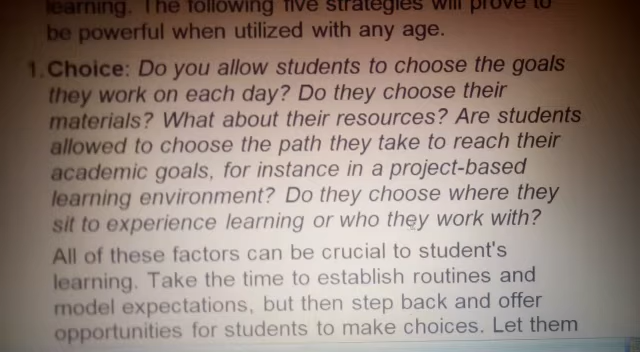 learning. The following five strategies will prove to
be powerful when utilized with any age.
1. Choice: Do you allow students to choose the goals
they work on each day? Do they choose their
materials? What about their resources? Are students
allowed to choose the path they take to reach their
academic goals, for instance in a project-based
learning environment? Do they choose where they
sit to experience learning or who they work with?
All of these factors can be crucial to student's
learning. Take the time to establish routines and
model expectations, but then step back and offer
opportunities for students to make choices. Let them